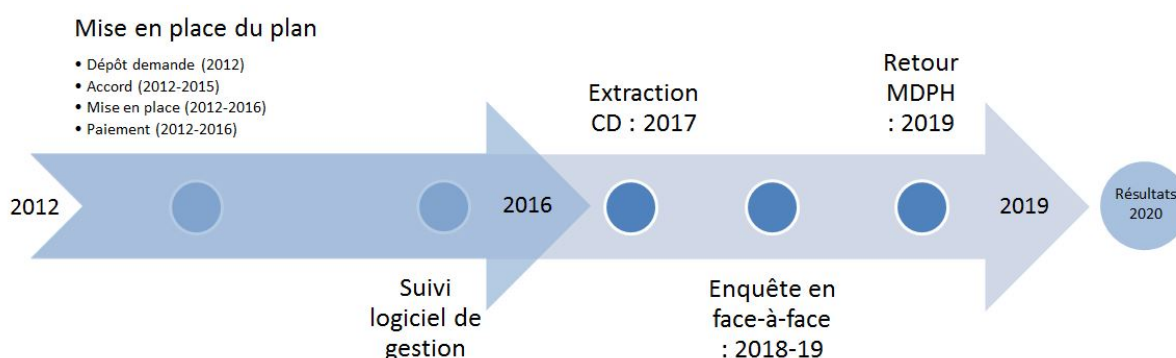 Mise en place du plan
• Dépôt demande (2012)
• Accord (2012-2015)
• Mise en place (2012-2016)
• Paiement (2012-2016)
Extraction
CD : 2017
Retour
MDPH
: 2019
2012
2016
2019
Résultats
2020
Suivi
logiciel de
gestion
Enquête en
face-à-face
: 2018-19